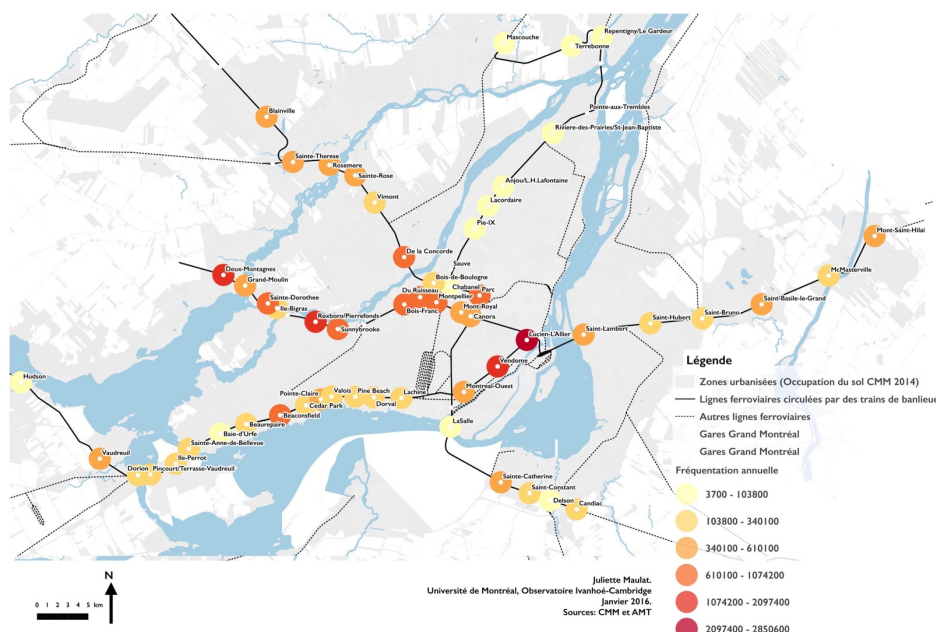 Mascouche
Repentigny/Le Gardeur
Terrebonne
Pointe-aux-Trembles
Blainville
Riviere-des-Prairies/St-Jean-Baptiste
Sainte-Therese
Rosemere
Sainte-Rose
Anjou/L.H.Lafontaine
Vimont
Lacordaire
Pie-IX
Mont-Saint-Hilai
De la Concorde
Sauve
Deux-Montagnes
Bois-de-Boulogne
McMasterville
Grand-Moulin
Chabanel
Du Ruisseau
Parc
Sainte-Dorothee
Montpellier
Ile-Bigras
Bois-Franc
Mont-Royal
Saint-Basile-le-Grand
Canora
Saint-Bruno
Roxboro/Pierrefonds
Saint-Hubert
Sunnybrooke
Lucien-L'Allier
Saint-Lambert
Vendome
Hudson
Montreal-Ouest
Pointe-Claire
Valois
Pine Beach
Lachine
Cedar Park
Dorval
Beaconsfield
Beaurepaire
LaSalle
Baie-d'Urfe
Sainte-Anne-de-Bellevue
Vaudreuil
Ile-Perrot
Dorion
Pincourt/Terrasse-Vaudreuil
Sainte-Catherine
Saint-Constant
Delson
Candiac
Légende
Zones urbanisées (Occupation du sol CMM 2014)
Lignes ferroviaires circulées par des trains de banlieue
Autres lignes ferroviaires
Gares Grand Montréal
Gares Grand Montréal
Fréquentation annuelle
3700 - 103800
103800 - 340100
340100 - 610100
610100 - 1074200
1074200 - 2097400
2097400 - 2850600
N
0 1 2 3 4 5 km
Juliette Maulat.
Université de Montréal, Observatoire Ivanhoé-Cambridge
Janvier 2016.
Sources: CMM et AMT